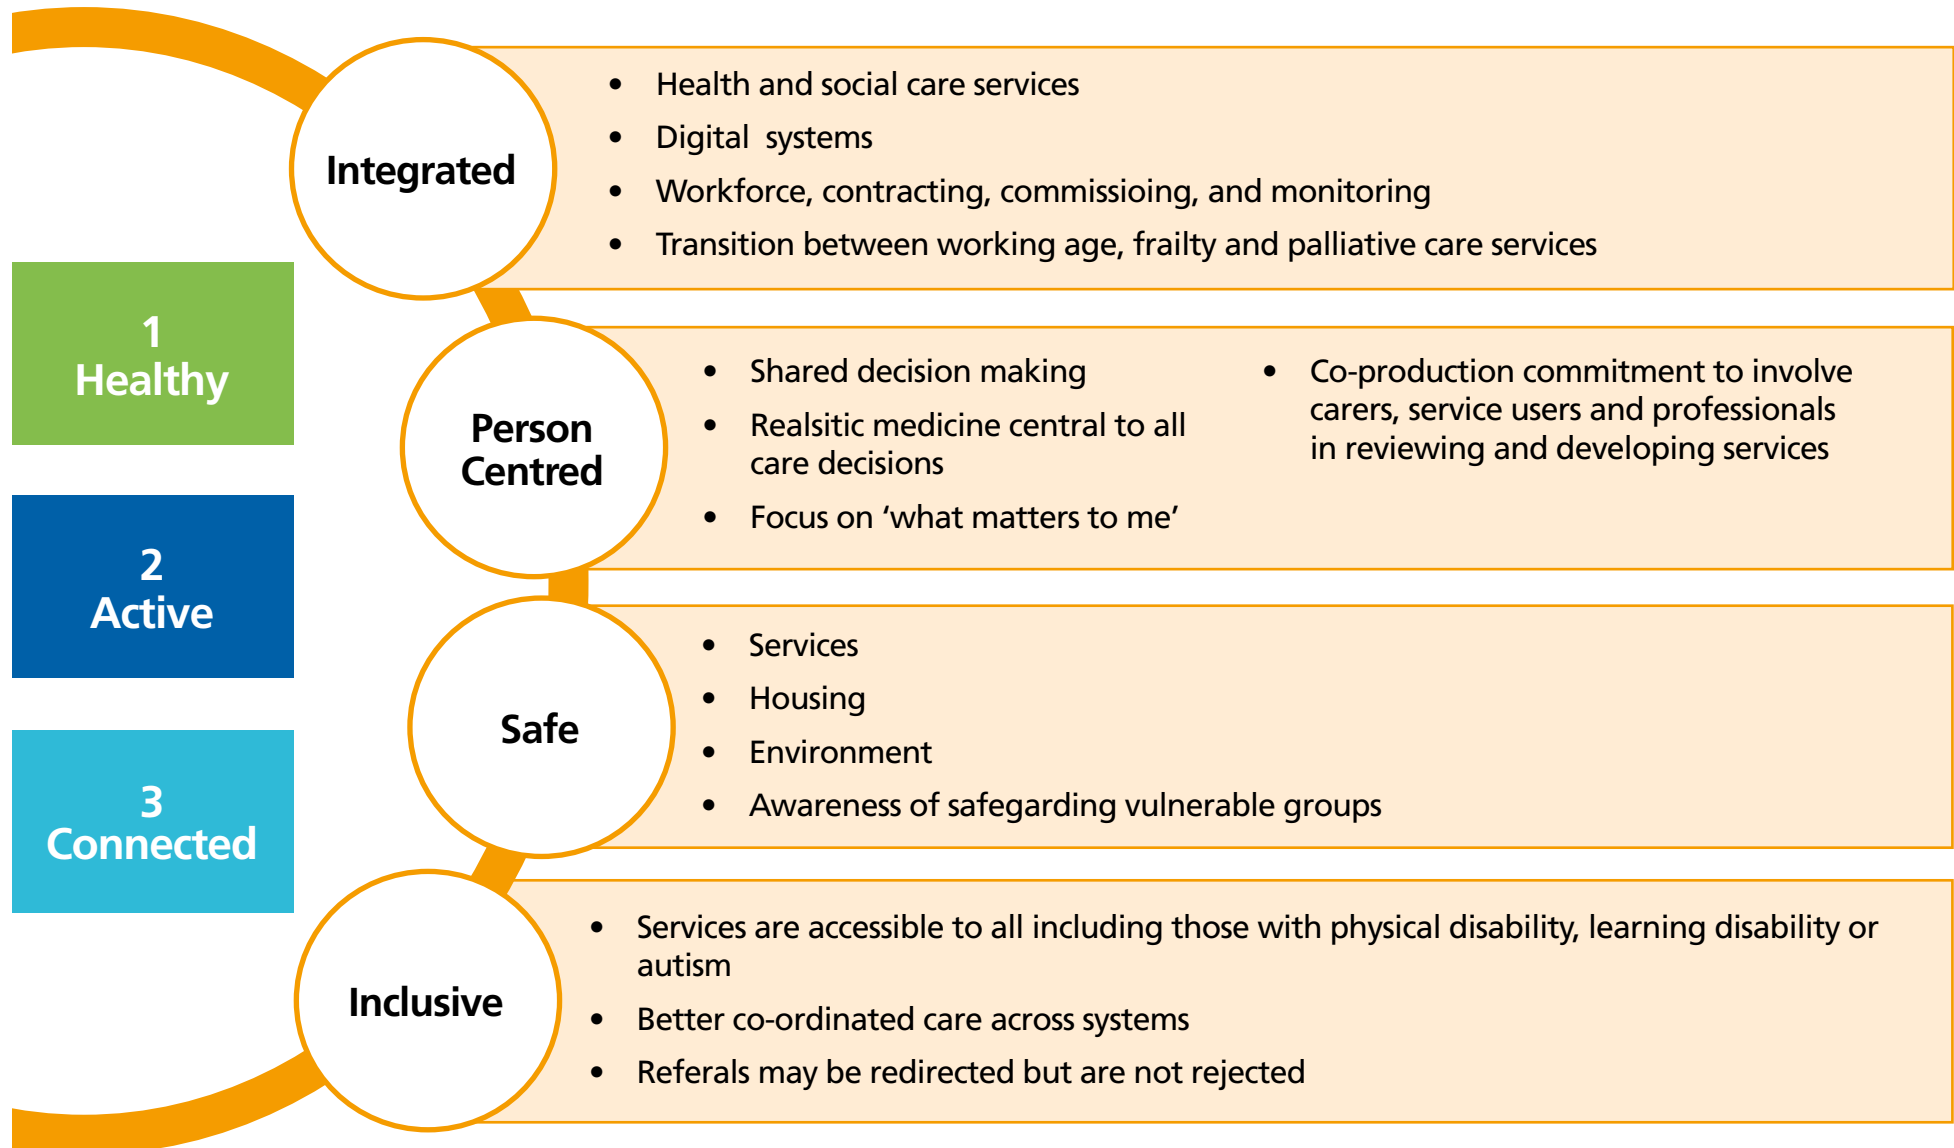 Integrated
• Health and social care services
• Digital  systems
• Workforce, contracting, commissioing, and monitoring
• Transition between working age, frailty and palliative care services
1
Healthy
2
Active
3
Connected
Person
Centred
• Shared decision making
• Realsitic medicine central to all
care decisions
• Focus on ‘what matters to me’
• Co-production commitment to involve
carers, service users and professionals
in reviewing and developing services
Safe
• Services
• Housing
• Environment
• Awareness of safegarding vulnerable groups
Inclusive
• Services are accessible to all including those with physical disability, learning disability or
autism
• Better co-ordinated care across systems
• Referals may be redirected but are not rejected